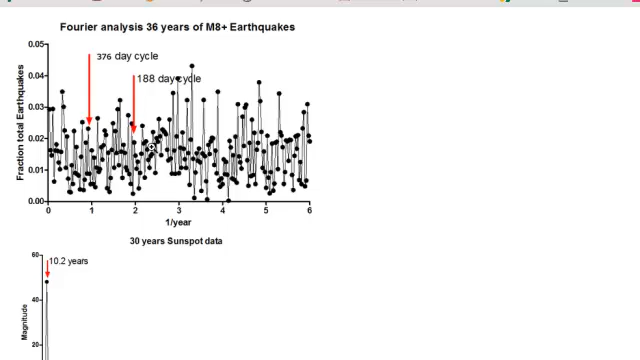 Fourier analysis 36 years of M8+ Earthquakes
376 day cycle
188 day cycle
Fraction total Earthquakes
0.05
0.04
0.03
0.02
0.01
0.00
0 1 2 3 4 5 6
1/year
30 years Sunspot data
10.2 years
Magnitude
60
40
20